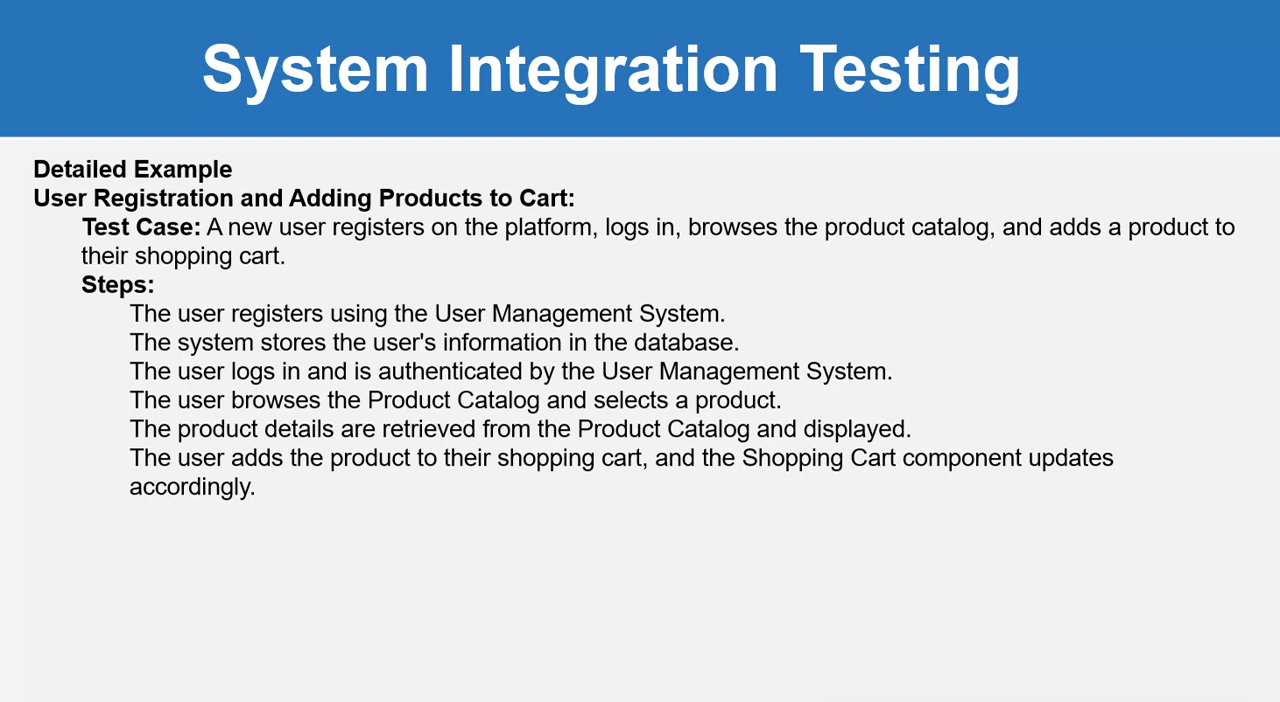 System Integration Testing
Detailed Example
User Registration and Adding Products to Cart:
Test Case: A new user registers on the platform, logs in, browses the product catalog, and adds a product to
their shopping cart.
Steps:
The user registers using the User Management System.
The system stores the user's information in the database.
The user logs in and is authenticated by the User Management System.
The user browses the Product Catalog and selects a product.
The product details are retrieved from the Product Catalog and displayed.
The user adds the product to their shopping cart, and the Shopping Cart component updates
accordingly.